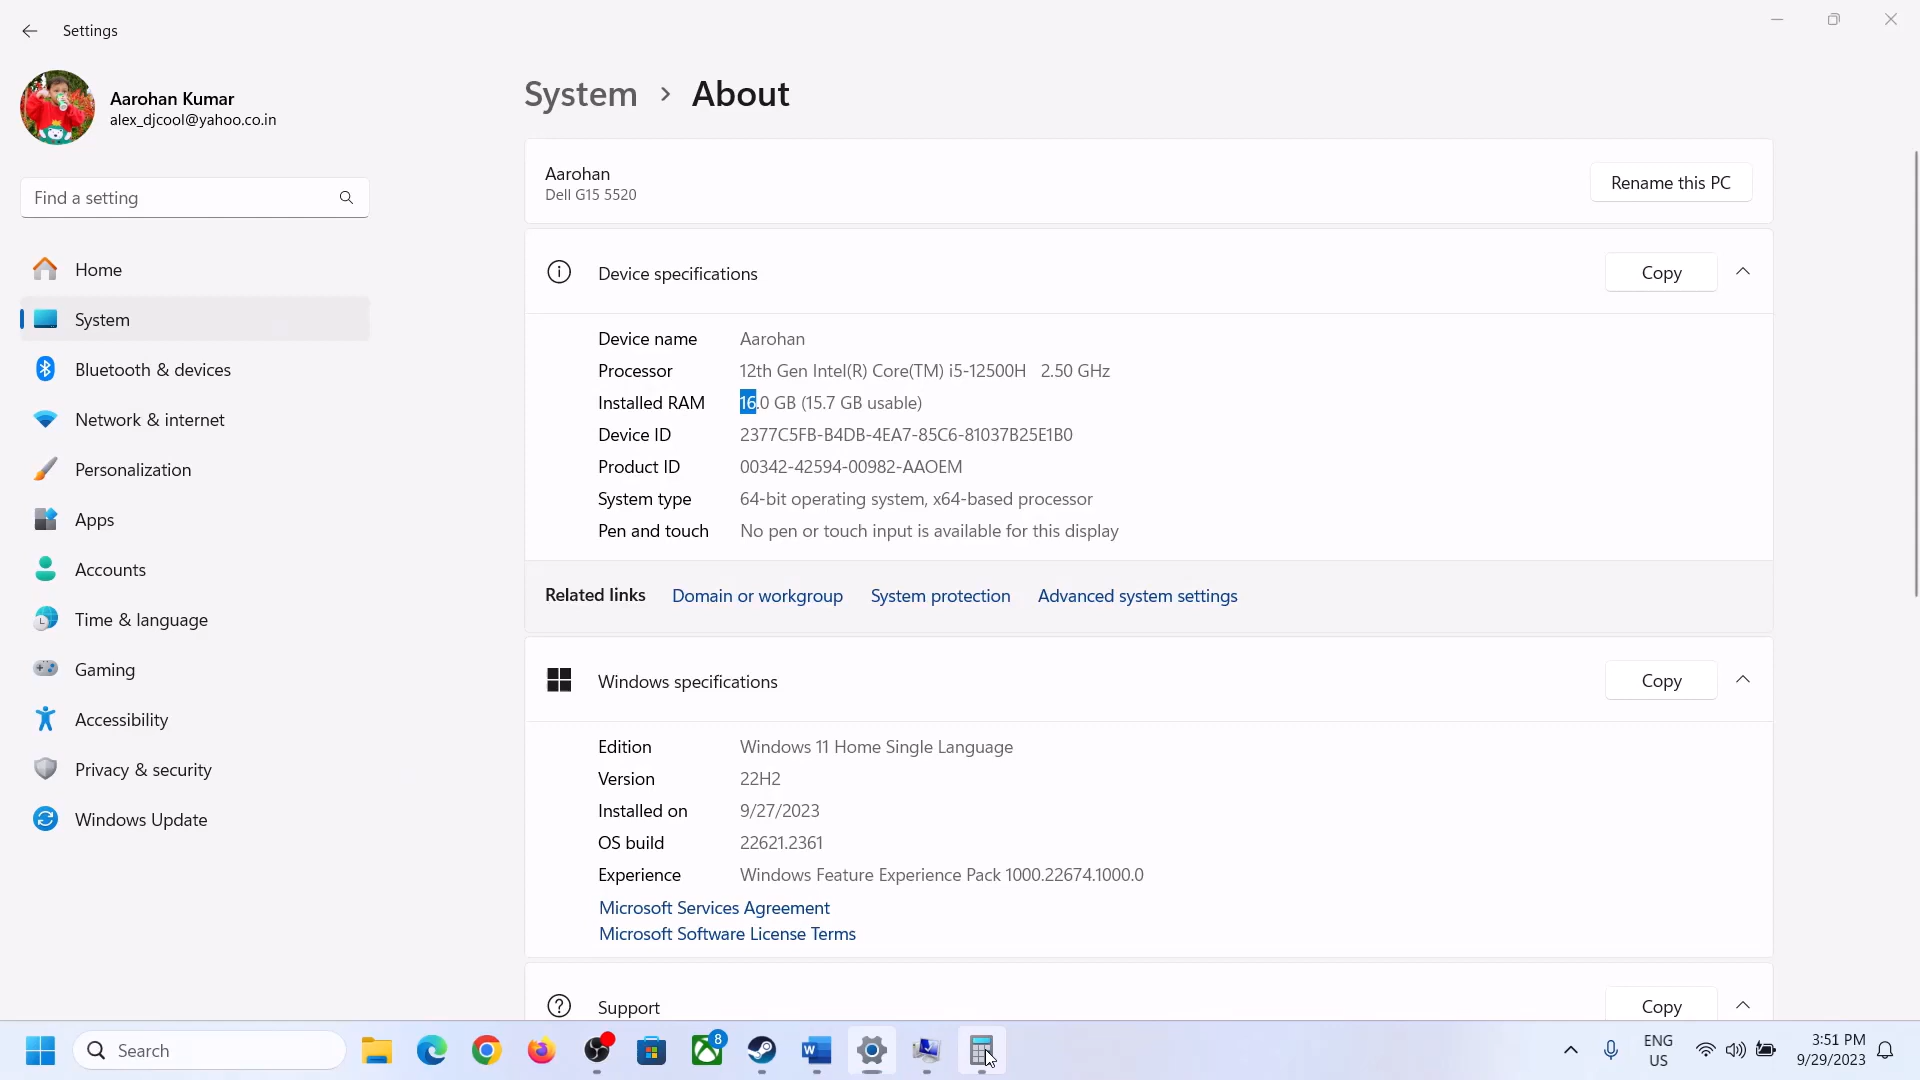 Settings
Aarohan Kumar
alex_djcool@yahoo.co.in
Find a setting
Home
System
Bluetooth & devices
Network & internet
Personalization
Apps
Accounts
Time & language
Gaming
Accessibility
Privacy & security
Windows Update
System > About
Aarohan
Dell G15 5520
Rename this PC
Device specifications
Copy
Device name Aarohan
Processor 12th Gen Intel(R) Core(TM) i5-12500H 2.50 GHz
Installed RAM 16.0 GB (15.7 GB usable)
Device ID 2377C5FB-B4DB-4EA7-85C6-81037B25E1B0
Product ID 00342-42594-00982-AAOEM
System type 64-bit operating system, x64-based processor
Pen and touch No pen or touch input is available for this display
Related links Domain or workgroup System protection Advanced system settings
Windows specifications
Copy
Edition Windows 11 Home Single Language
Version 22H2
Installed on 9/27/2023
OS build 22621.2361
Experience Windows Feature Experience Pack 1000.22674.1000.0
Microsoft Services Agreement
Microsoft Software License Terms
Support
Copy
Search
8
ENG
US
3:51 PM
9/29/2023